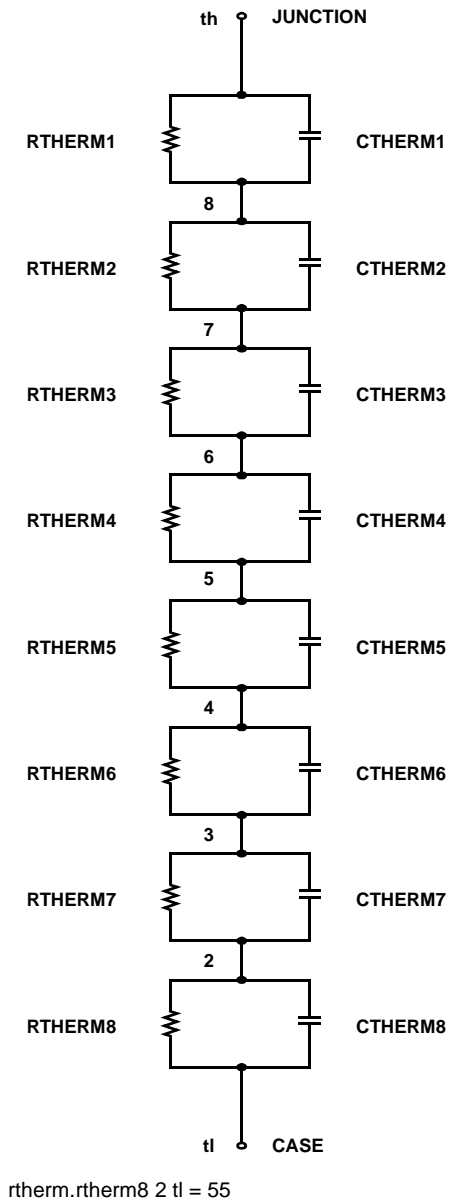 th JUNCTION
RTHERM1 CTHERM1
8
RTHERM2 CTHERM2
7
RTHERM3 CTHERM3
6
RTHERM4 CTHERM4
5
RTHERM5 CTHERM5
4
RTHERM6 CTHERM6
3
RTHERM7 CTHERM7
2
RTHERM8 CTHERM8
tl CASE
rtherm.rtherm8 2 tl = 55